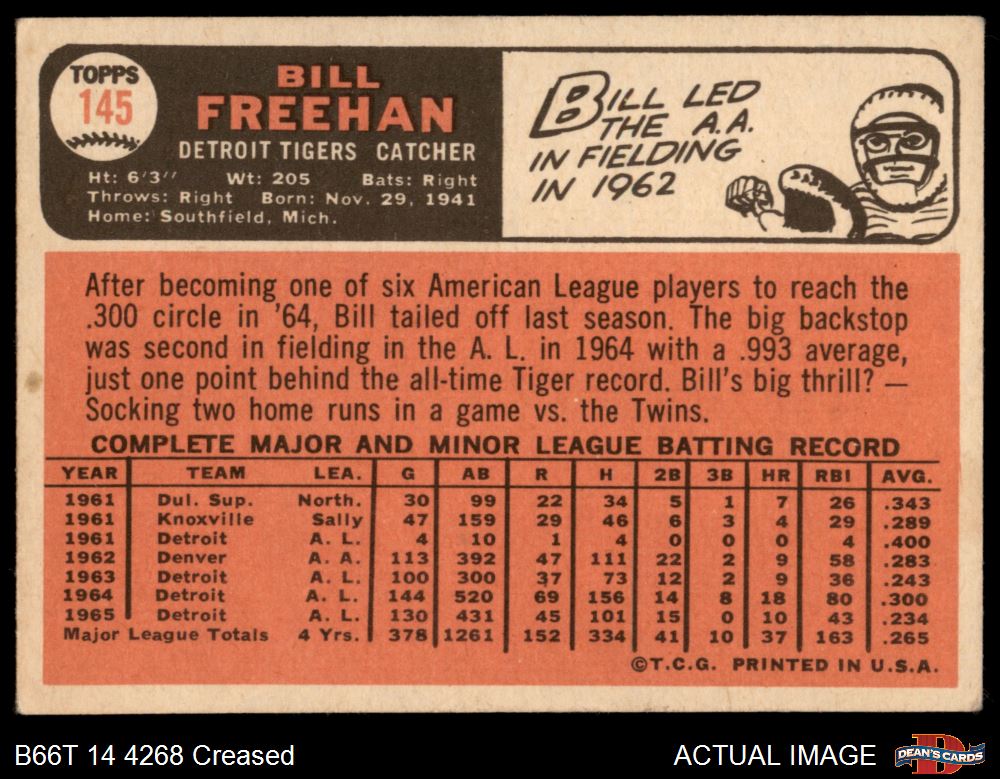 TOPPS
145
BILL
FREEHAN
DETROIT TIGERS CATCHER
Ht: 6'3" Wt: 205 Bats: Right
Throws: Right Born: Nov. 29, 1941
Home: Southfield, Mich.
BILL LED
THE A.A.
IN FIELDING
IN 1962
After becoming one of six American League players to reach the
.300 circle in '64, Bill tailed off last season. The big backstop
was second in fielding in the A. L. in 1964 with a .993 average,
just one point behind the all-time Tiger record. Bill's big thrill? —
Socking two home runs in a game vs. the Twins.
COMPLETE MAJOR AND MINOR LEAGUE BATTING RECORD
YEAR TEAM LEA. G AB R H 2B 3B HR RBI AVG.
1961 Dul. Sup. North. 30 99 22 34 5 1 7 26 .343
1961 Knoxville Sally 47 159 29 46 6 3 4 29 .289
1961 Detroit A. L. 4 10 1 4 0 0 0 4 .400
1962 Denver A. A. 113 392 47 111 22 2 9 58 .283
1963 Detroit A. L. 100 300 37 73 12 2 9 36 .243
1964 Detroit A. L. 144 520 69 156 14 8 18 80 .300
1965 Detroit A. L. 130 431 45 101 15 0 10 43 .234
Major League Totals 4 Yrs. 378 1261 152 334 41 10 37 163 .265
©T.C.G. PRINTED IN U.S.A.
B66T 14 4268 Creased
ACTUAL IMAGE
DEAN'S CARDS